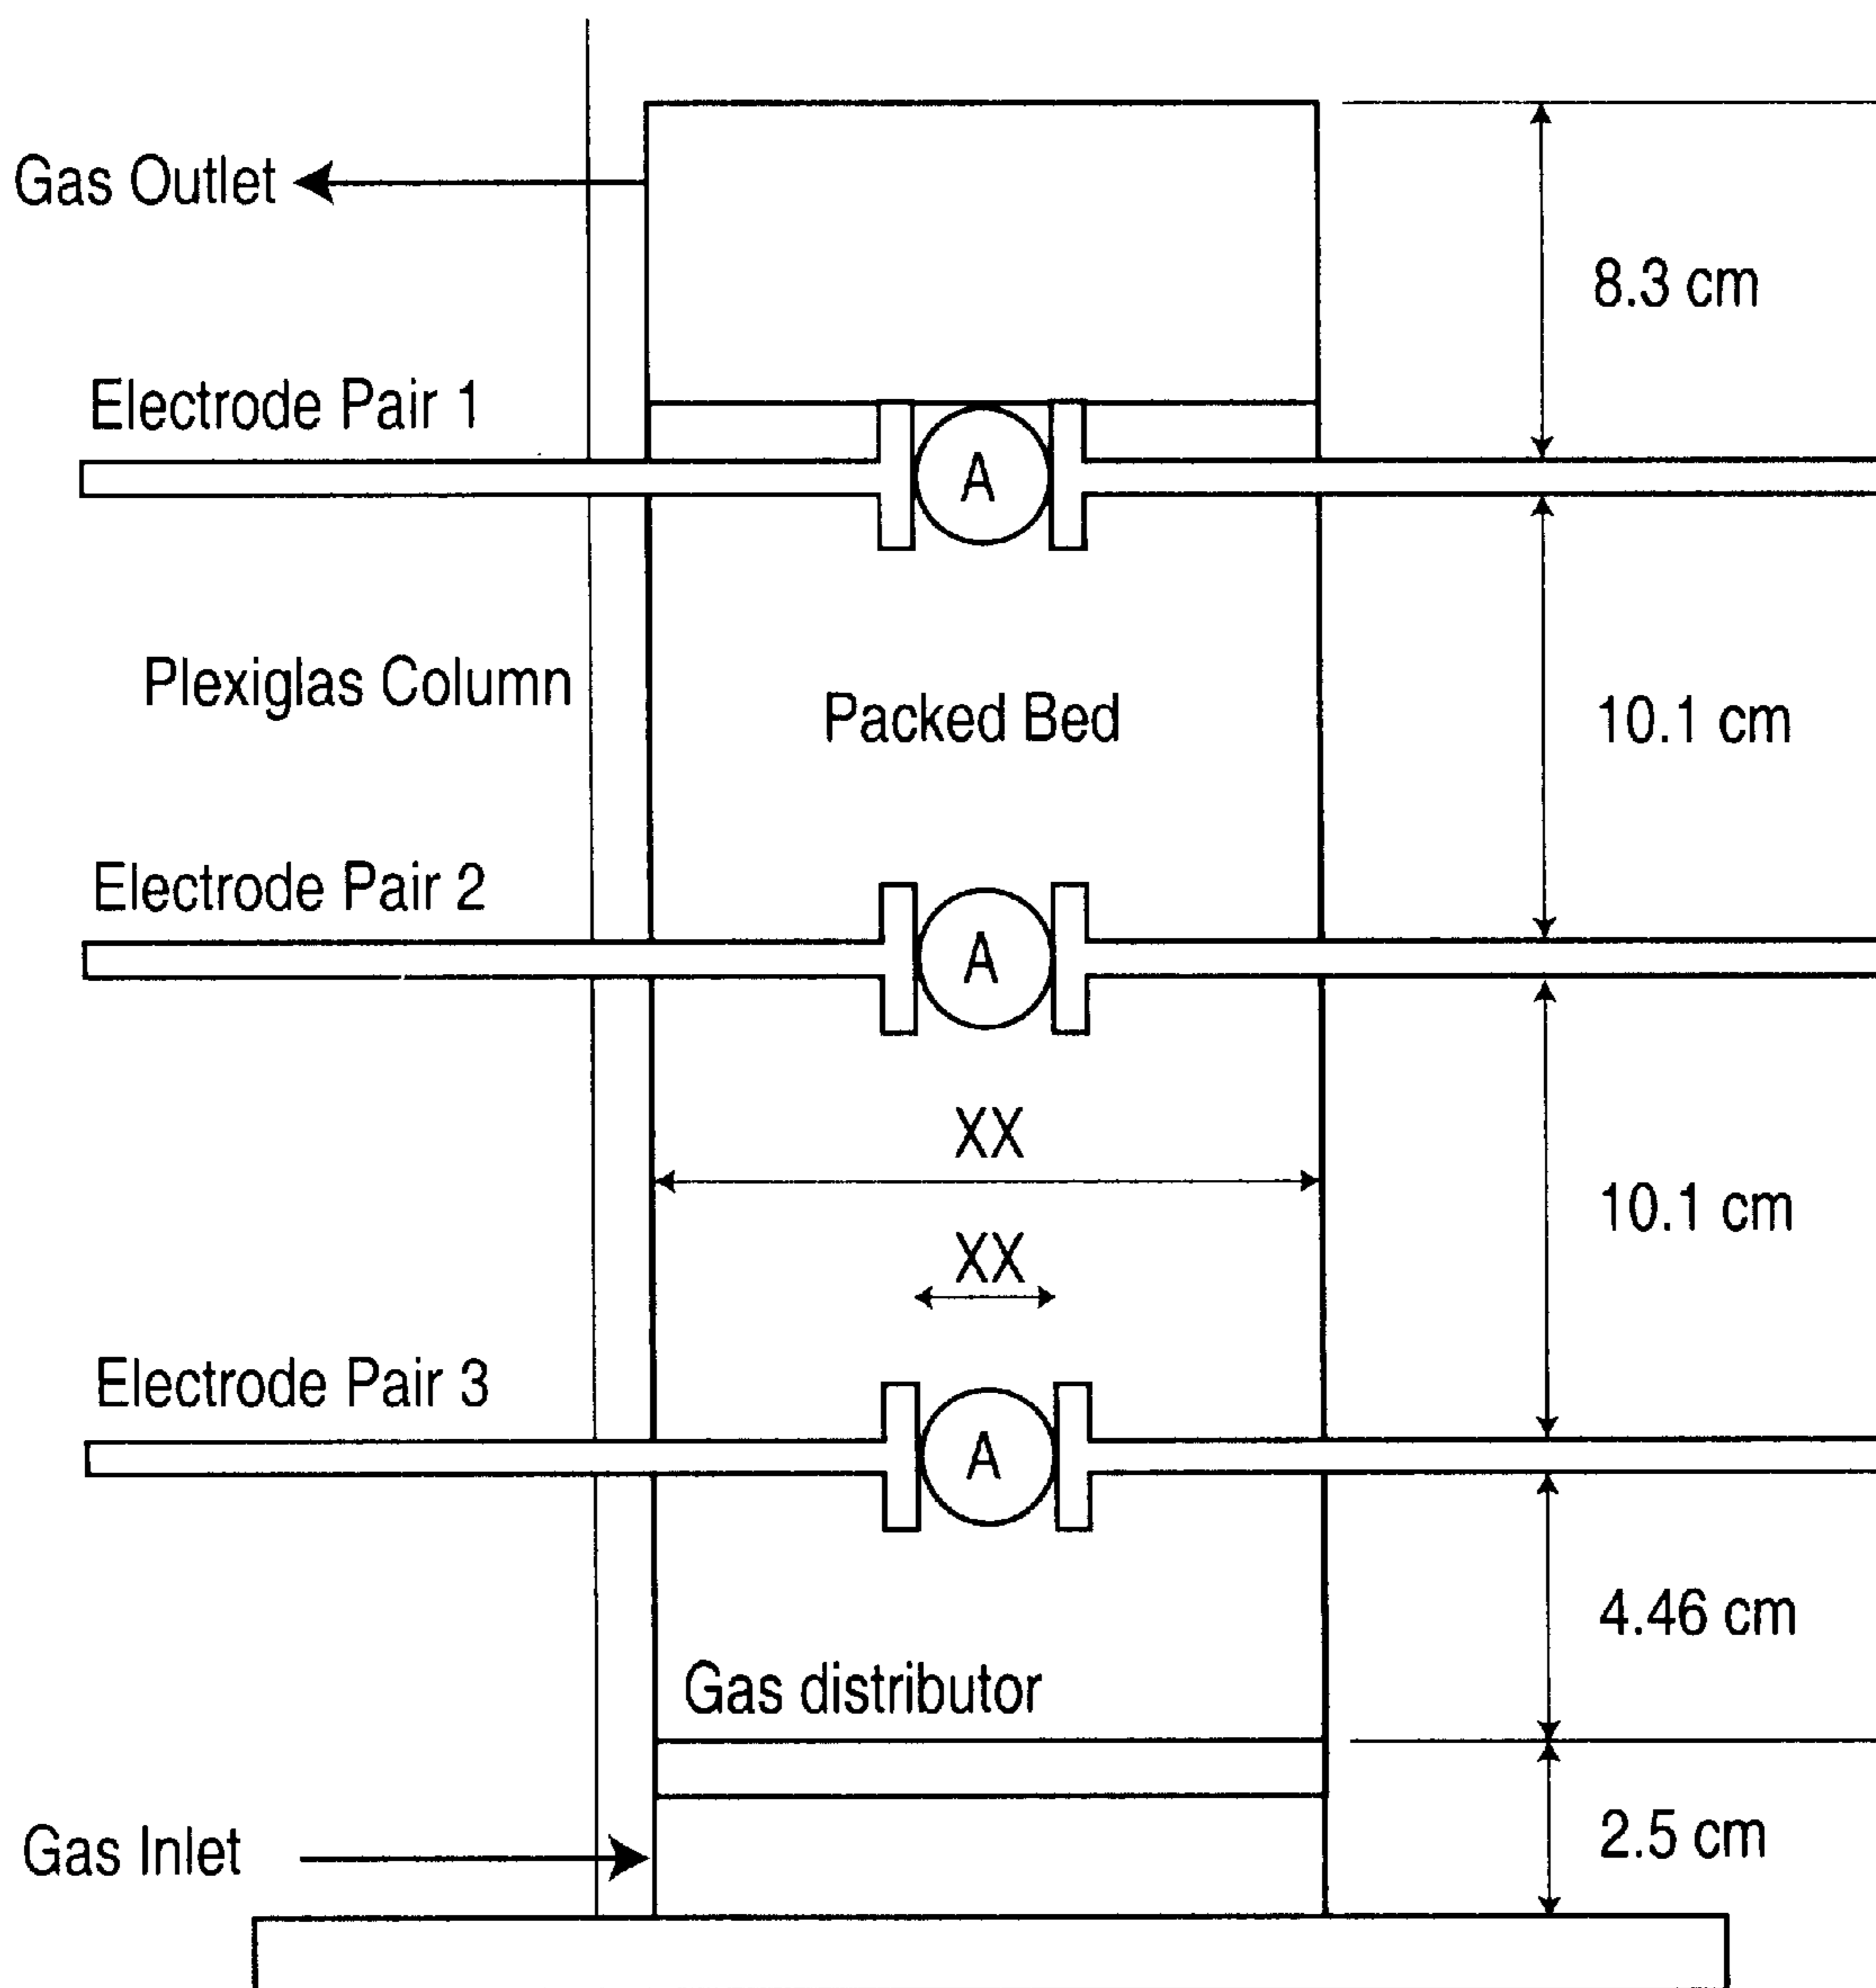 Gas Outlet
8.3 cm
Electrode Pair 1
A
Plexiglas Column
Packed Bed
10.1 cm
Electrode Pair 2
A
XX
10.1 cm
XX
Electrode Pair 3
A
4.46 cm
Gas distributor
Gas Inlet
2.5 cm